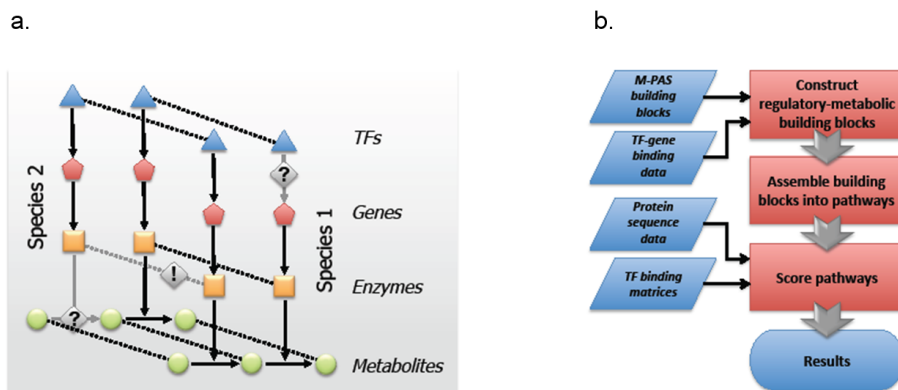 a.
b.
Species 2
TFs
?
Genes
Species 1
!
Enzymes
?
Metabolites
M-PAS
building
blocks
TF-gene
binding
data
Protein
sequence
data
TF binding
matrices
Construct
regulatory-metabolic
building blocks
Assemble building
blocks into pathways
Score pathways
Results